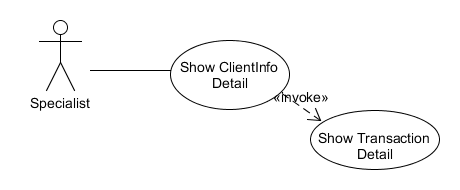 Show ClientInfo
Detail
Specialist
«invoke»
Show Transaction
Detail